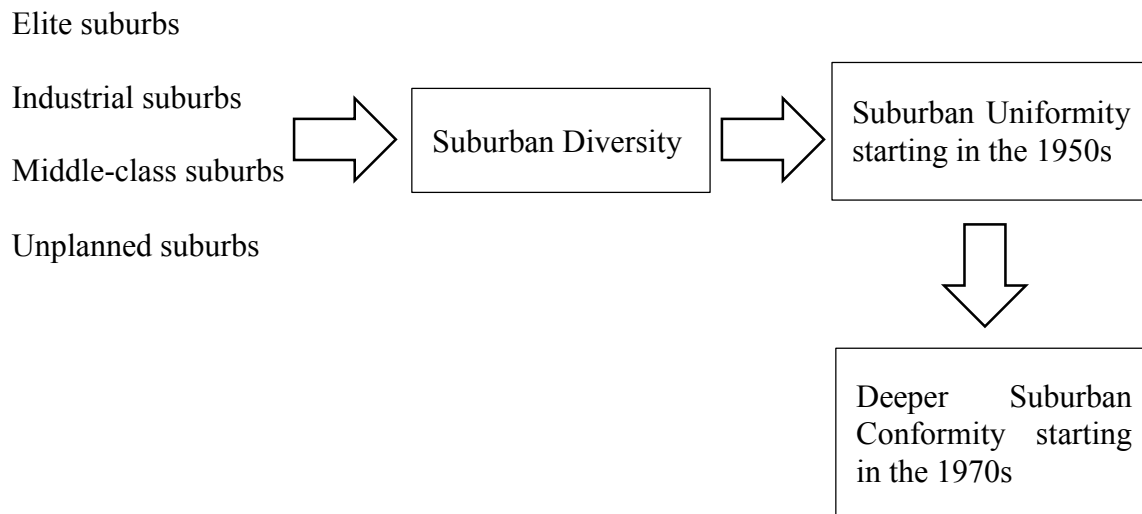 Elite suburbs
Industrial suburbs
Middle-class suburbs
Unplanned suburbs
Suburban Diversity
Suburban Uniformity
starting in the 1950s
Deeper Suburban
Conformity starting
in the 1970s